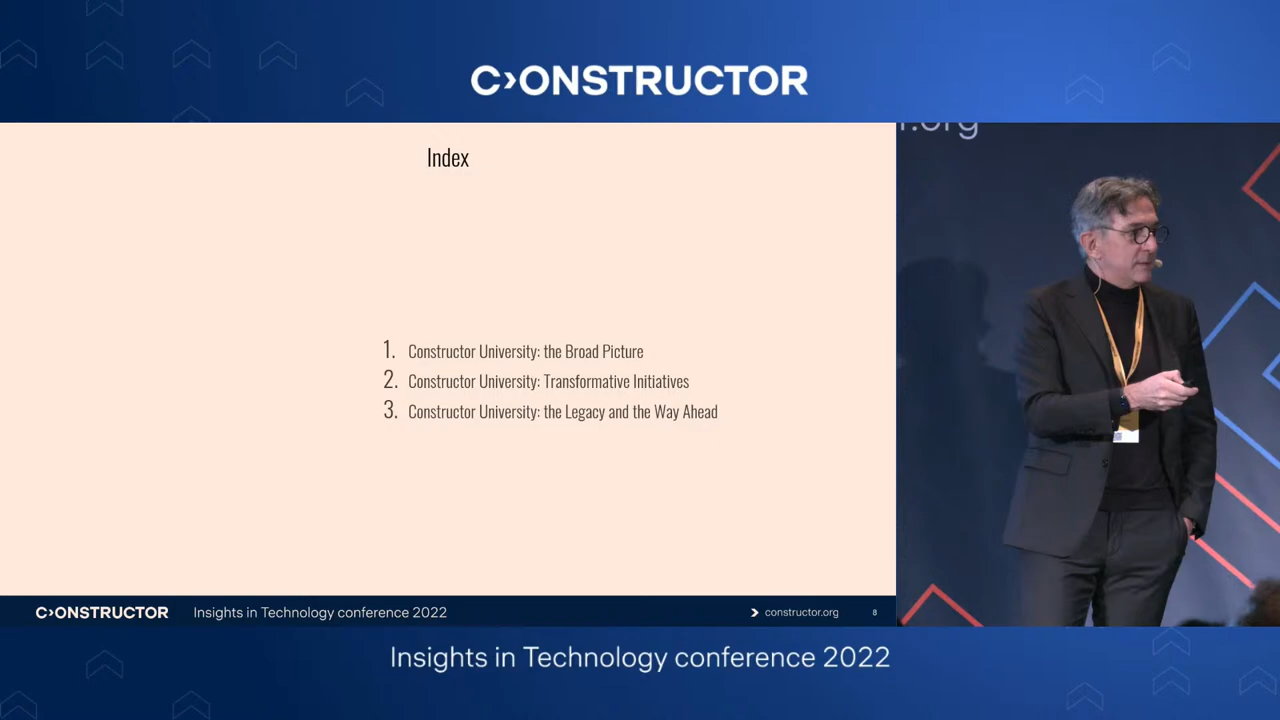 C›ONSTRUCTOR
Index
1. Constructor University: the Broad Picture
2. Constructor University: Transformative Initiatives
3. Constructor University: the Legacy and the Way Ahead
C›ONSTRUCTOR Insights in Technology conference 2022 constructor.org 8
r.org
Insights in Technology conference 2022